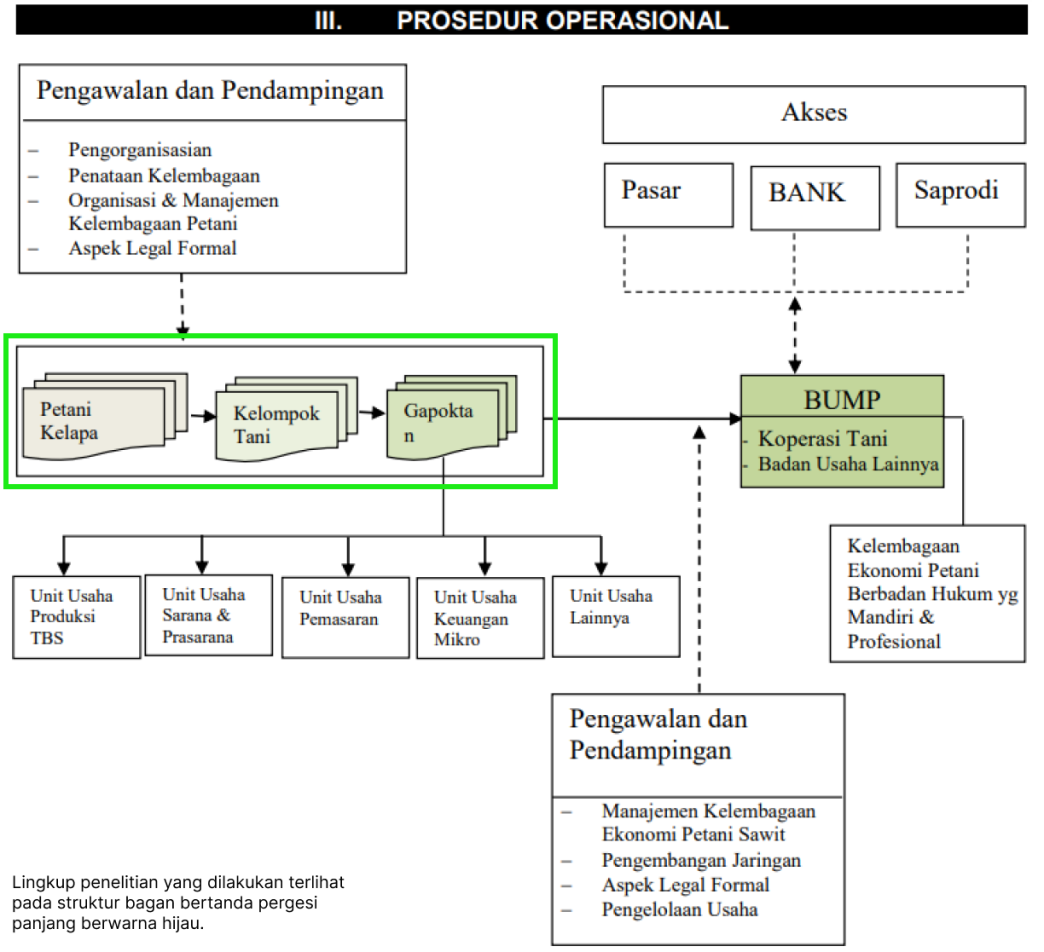 III. PROSEDUR OPERASIONAL
Pengawalan dan Pendampingan
– Pengorganisasian
– Penataan Kelembagaan
– Organisasi & Manajemen
Kelembagaan Petani
– Aspek Legal Formal
Akses
Pasar
BANK
Saprodi
Petani
Kelapa
Kelompok
Tani
Gapokta
n
BUMP
- Koperasi Tani
- Badan Usaha Lainnya
Kelembagaan
Ekonomi Petani
Berbadan Hukum yg
Mandiri &
Profesional
Unit Usaha
Produksi
TBS
Unit Usaha
Sarana &
Prasarana
Unit Usaha
Pemasaran
Unit Usaha
Keuangan
Mikro
Unit Usaha
Lainnya
Pengawalan dan
Pendampingan
– Manajemen Kelembagaan
Ekonomi Petani Sawit
– Pengembangan Jaringan
– Aspek Legal Formal
– Pengelolaan Usaha
Lingkup penelitian yang dilakukan terlihat
pada struktur bagan bertanda pergesi
panjang berwarna hijau.